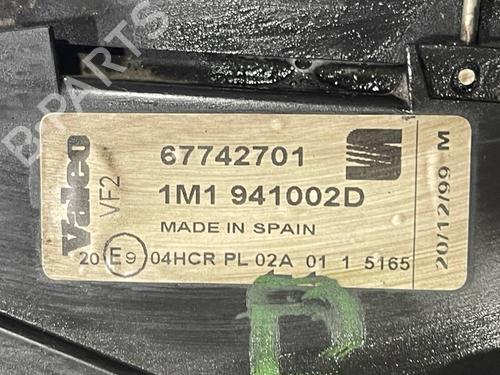 B-PARTS
Valeo
VF2
67742701
1M1 941002D
MADE IN SPAIN
20 E9 04HCR PL 02A 01 1 5165
20/12/99 M